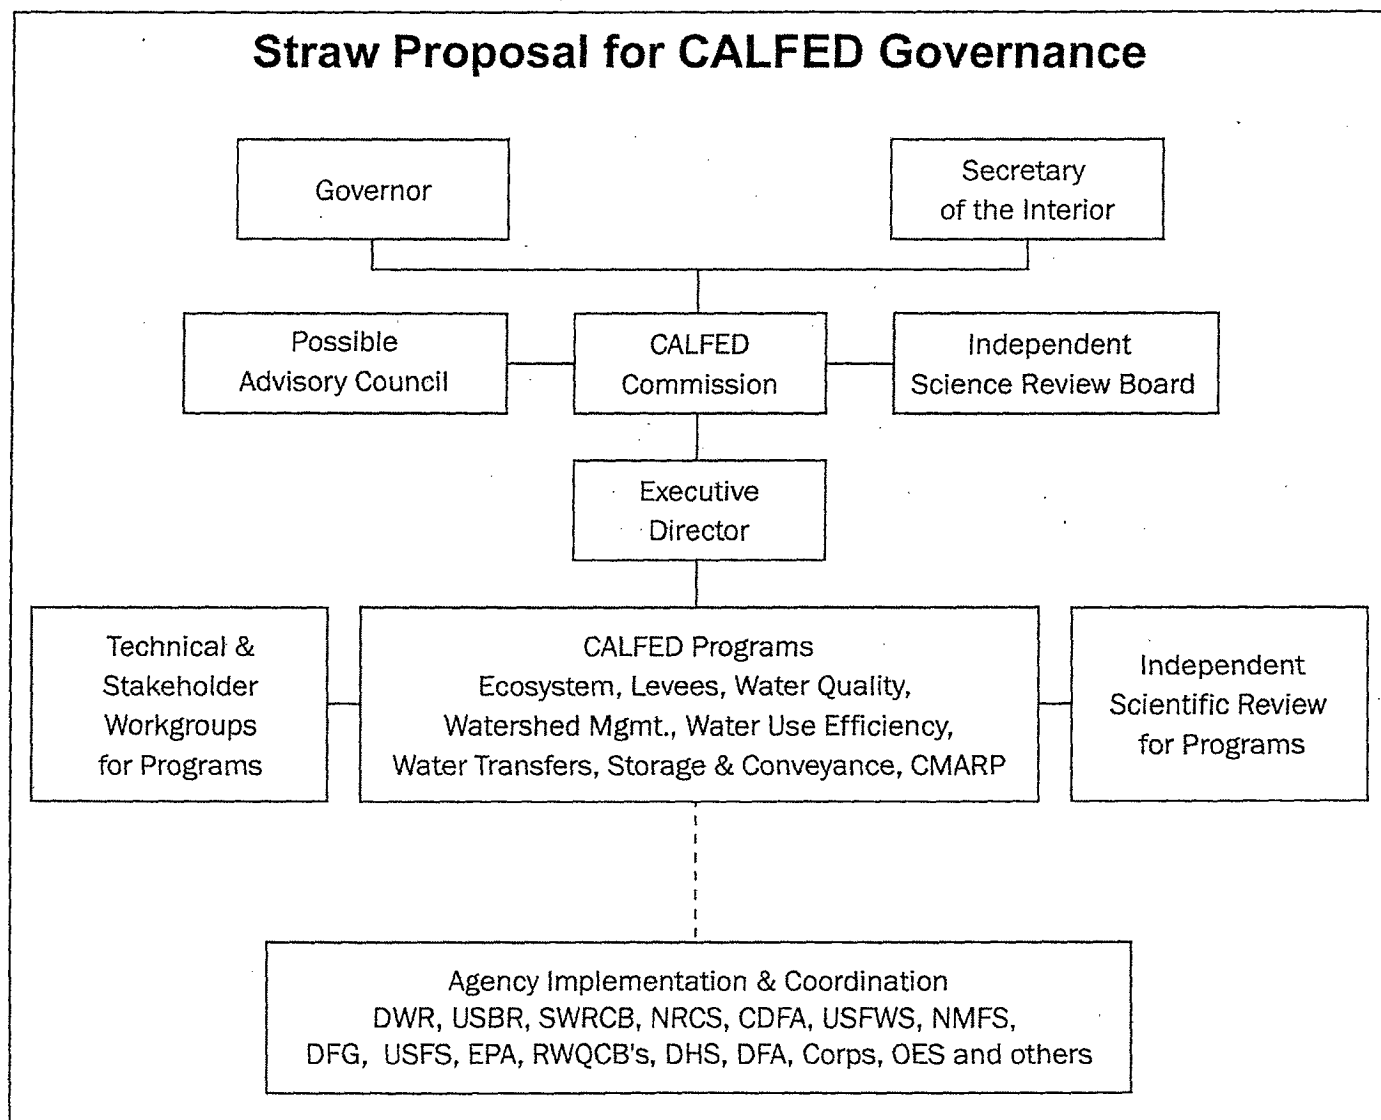 Straw Proposal for CALFED Governance
Governor
Secretary
of the Interior
Possible
Advisory Council
CALFED
Commission
Independent
Science Review Board
Executive
Director
Technical &
Stakeholder
Workgroups
for Programs
CALFED Programs
Ecosystem, Levees, Water Quality,
Watershed Mgmt., Water Use Efficiency,
Water Transfers, Storage & Conveyance, CMARP
Independent
Scientific Review
for Programs
Agency Implementation & Coordination
DWR, USBR, SWRCB, NRCS, CDFA, USFWS, NMFS,
DFG, USFS, EPA, RWQCB's, DHS, DFA, Corps, OES and others